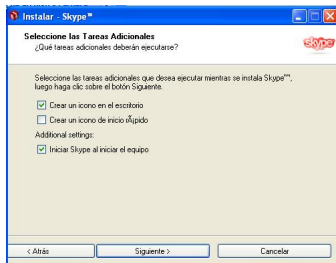 Instalar - Skype™
Seleccione las Tareas Adicionales
¿Qué tareas adicionales deberán ejecutarse?
skype
Seleccione las tareas adicionales que desea ejecutar mientras se instala Skype™,
luego haga clic sobre el botón Siguiente.
Crear un icono en el escritorio
Crear un icono de inicio rápido
Additional settings:
Iniciar Skype al iniciar el equipo
< Atrás
Siguiente >
Cancelar